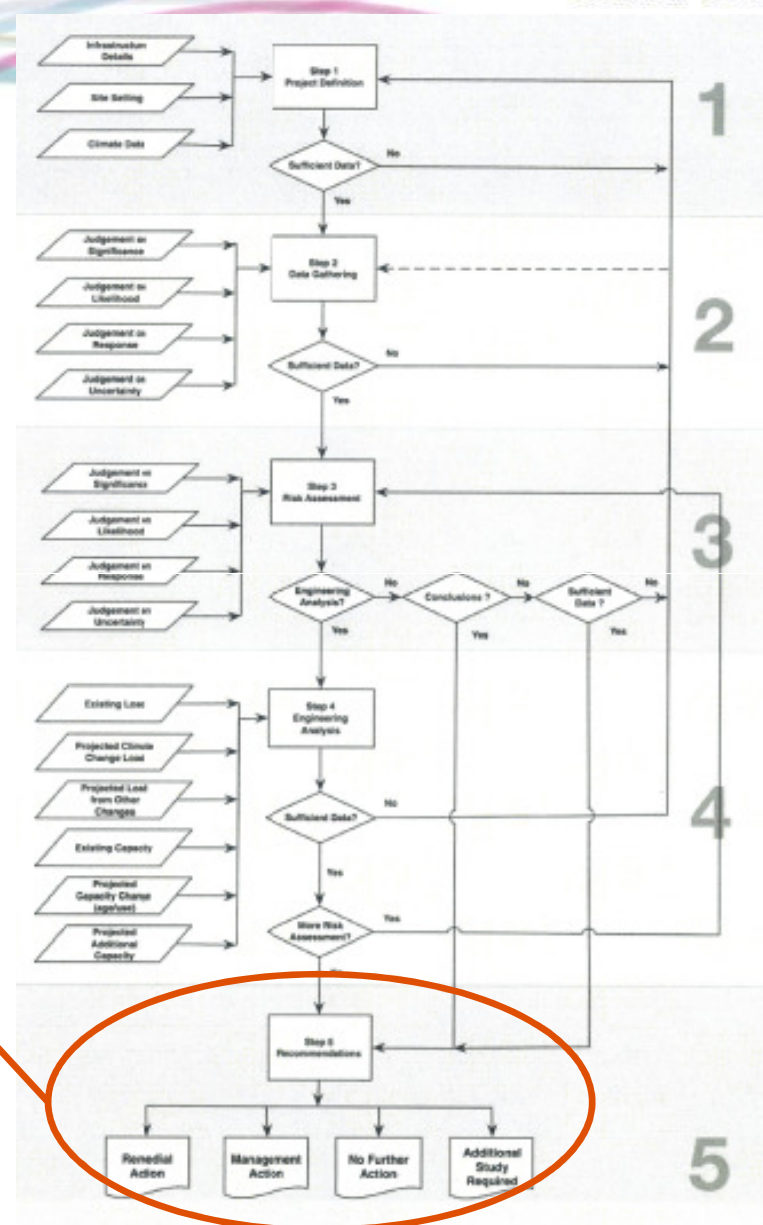 Infrastructure
Details
Site Setting
Climate Data
Step 1
Project Definition
Sufficient Data?
No
Yes
1
Judgement on
Significance
Judgement on
Likelihood
Judgement on
Response
Judgement on
Uncertainty
Step 2
Data Gathering
Sufficient Data?
No
Yes
2
Judgement on
Significance
Judgement on
Likelihood
Judgement on
Response
Judgement on
Uncertainty
Step 3
Risk Assessment
Engineering
Analysis?
No
Conclusions ?
No
Sufficient
Data ?
No
Yes
Yes
Yes
3
Existing Load
Projected Climate
Change Load
Projected Load
from Other
Changes
Existing Capacity
Projected
Capacity Change
(age/use)
Projected
Additional
Capacity
Step 4
Engineering
Analysis
Sufficient Data?
No
Yes
More Risk
Assessment?
Yes
4
Step 5
Recommendations
Remedial
Action
Management
Action
No Further
Action
Additional
Study
Required
5